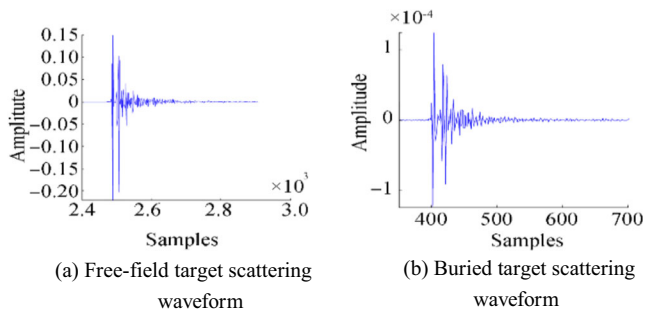 0.15
0.10
0.05
0
−0.05
−0.10
−0.15
−0.20
Amplitute
×10³
2.4 2.6 2.8 3.0
Samples
(a) Free-field target scattering
waveform
×10⁻⁴
1
0
−1
Amplitude
400 500 600 700
Samples
(b) Buried target scattering
waveform